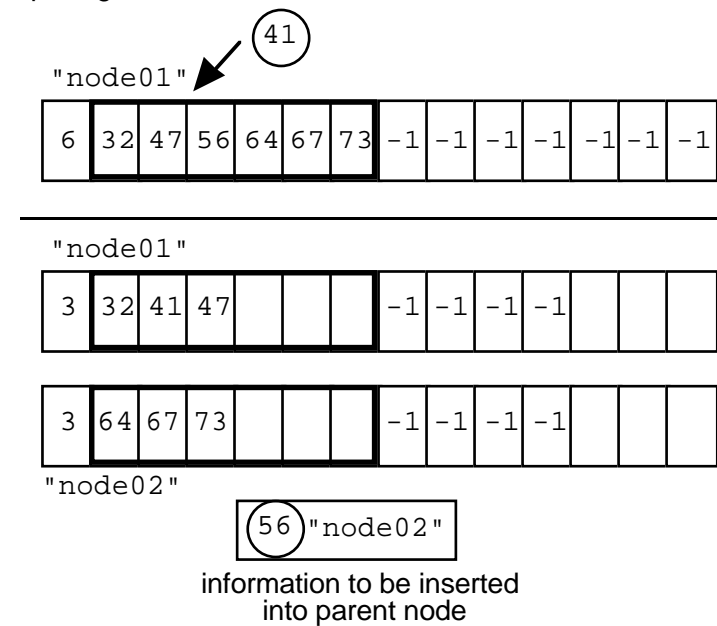 41
"node01"
6 32 47 56 64 67 73 -1 -1 -1 -1 -1 -1 -1
"node01"
3 32 41 47 -1 -1 -1 -1
3 64 67 73 -1 -1 -1 -1
"node02"
56 "node02"
information to be inserted
into parent node